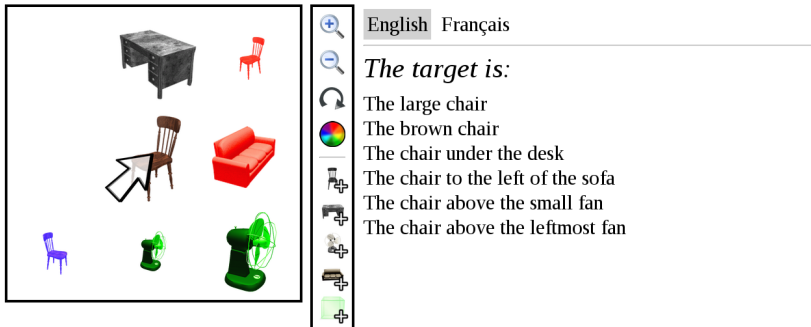 English Français
The target is:
The large chair
The brown chair
The chair under the desk
The chair to the left of the sofa
The chair above the small fan
The chair above the leftmost fan